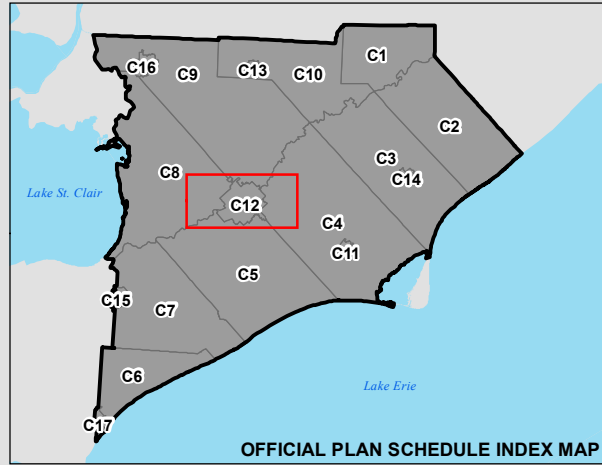 C1
C16
C9
C13
C10
C2
C3
C8
C14
Lake St. Clair
C12
C4
C11
C5
C15
C7
C6
Lake Erie
C17
OFFICIAL PLAN SCHEDULE INDEX MAP